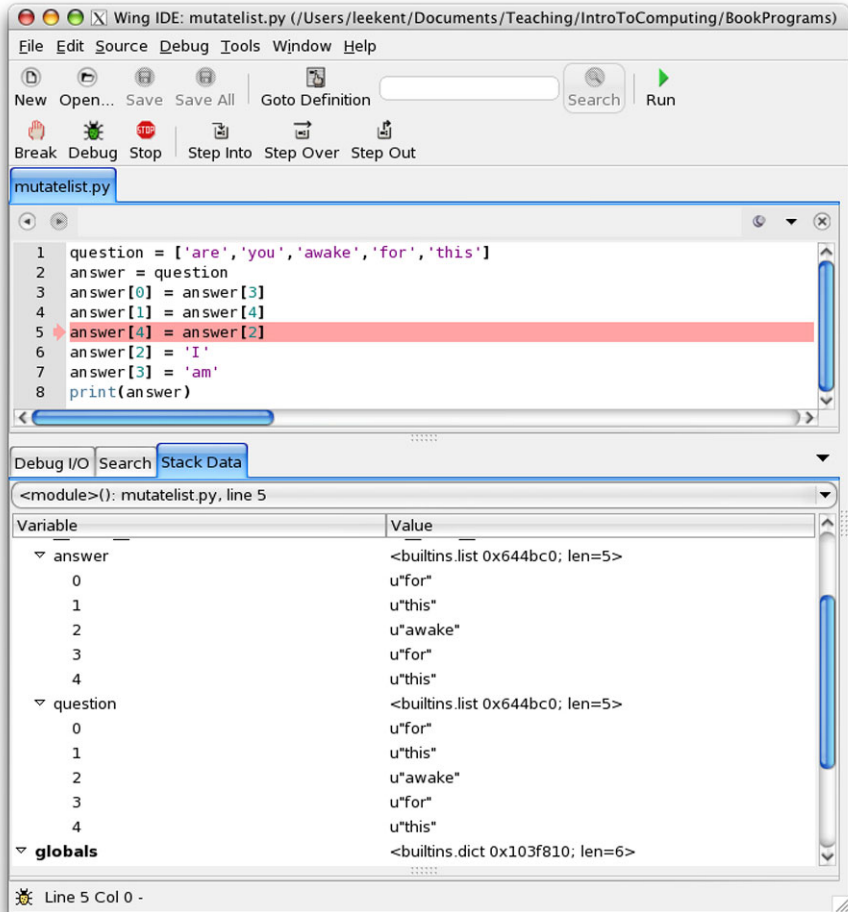 Wing IDE: mutatelist.py (/Users/leekent/Documents/Teaching/IntroToComputing/BookPrograms)
File Edit Source Debug Tools Window Help
New Open... Save Save All Goto Definition Search Run
STOP
Break Debug Stop Step Into Step Over Step Out
mutatelist.py
1 question = ['are','you','awake','for','this']
2 answer = question
3 answer[0] = answer[3]
4 answer[1] = answer[4]
5 answer[4] = answer[2]
6 answer[2] = 'I'
7 answer[3] = 'am'
8 print(answer)
Debug I/O Search Stack Data
<module>(): mutatelist.py, line 5
Variable Value
answer <builtins.list 0x644bc0; len=5>
0 u"for"
1 u"this"
2 u"awake"
3 u"for"
4 u"this"
question <builtins.list 0x644bc0; len=5>
0 u"for"
1 u"this"
2 u"awake"
3 u"for"
4 u"this"
globals <builtins.dict 0x103f810; len=6>
Line 5 Col 0 -